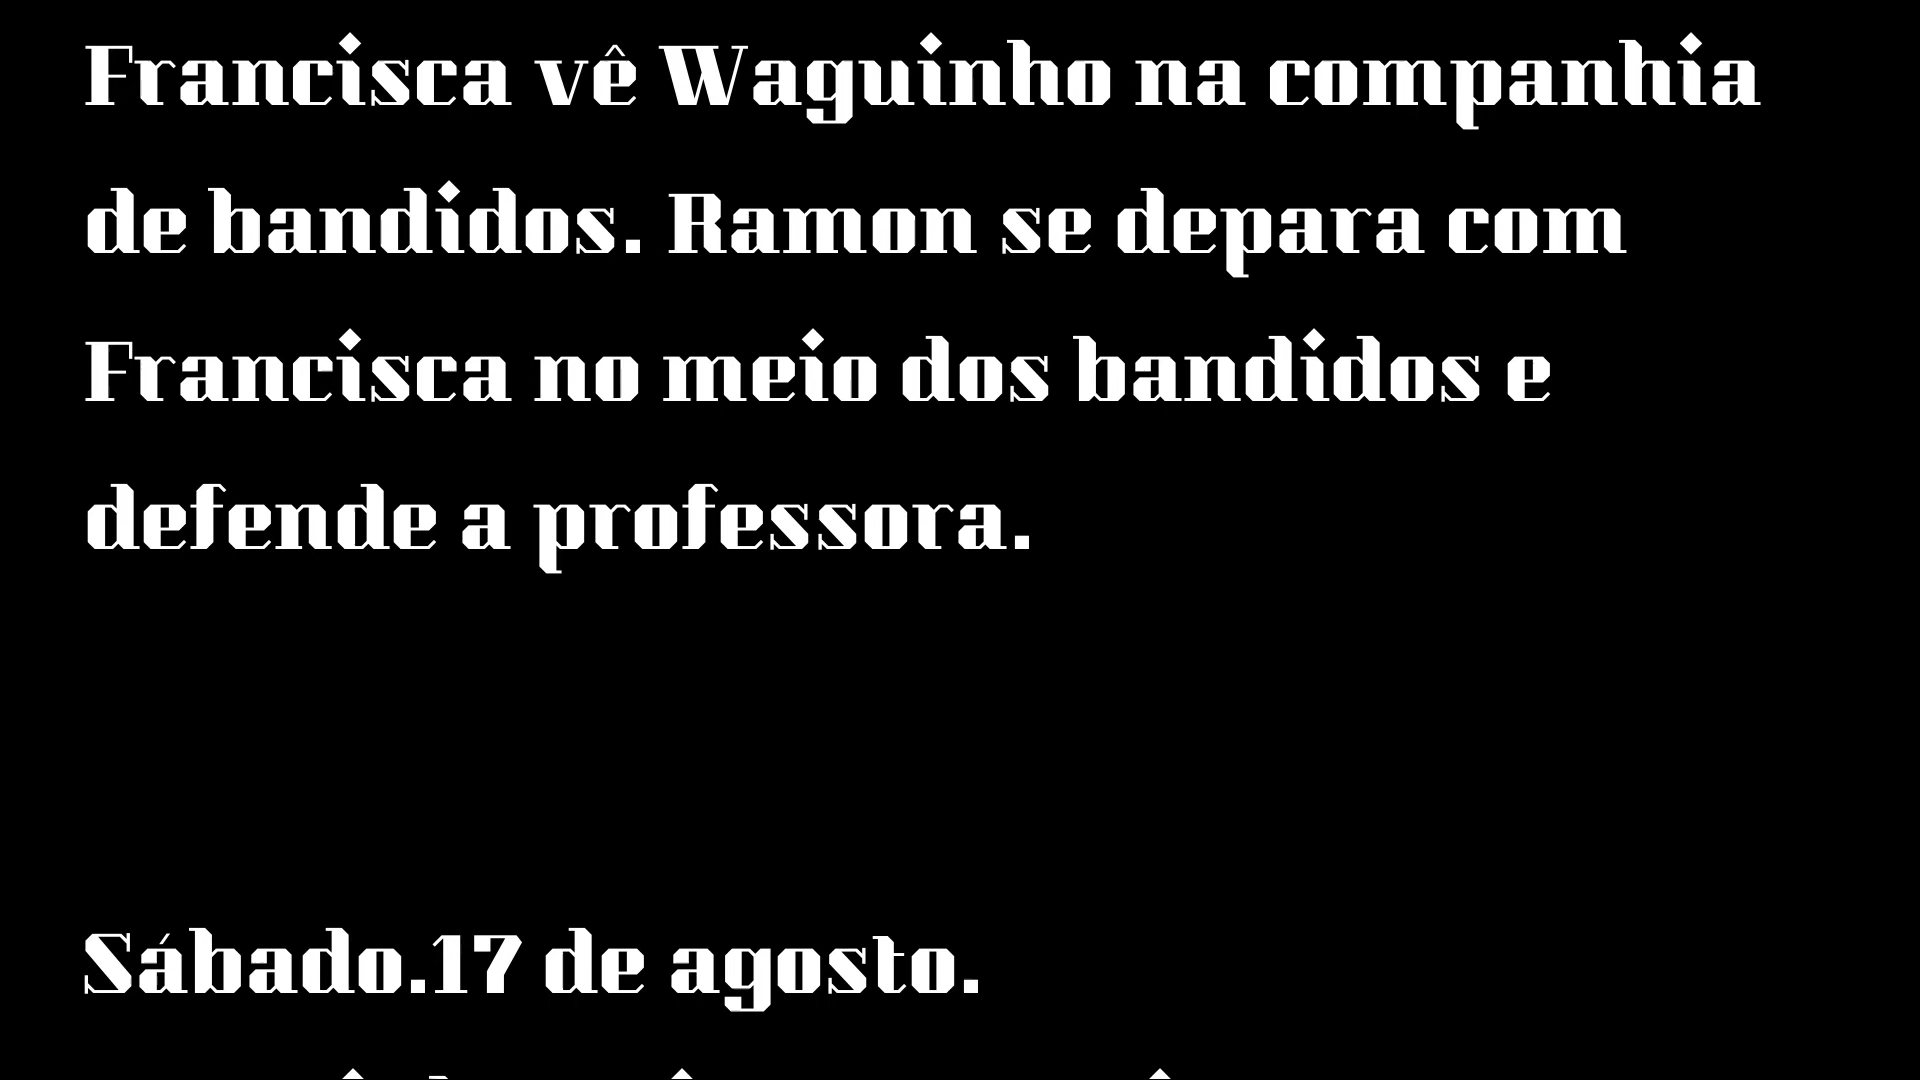 Francisca vê Waguinho na companhia
de bandidos. Ramon se depara com
Francisca no meio dos bandidos e
defende a professora.
Sábado.17 de agosto.